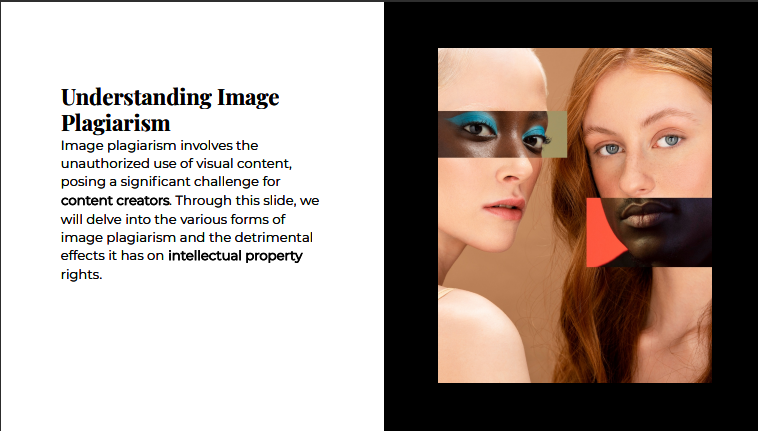 Understanding Image
Plagiarism
Image plagiarism involves the
unauthorized use of visual content,
posing a significant challenge for
content creators. Through this slide, we
will delve into the various forms of
image plagiarism and the detrimental
effects it has on intellectual property
rights.